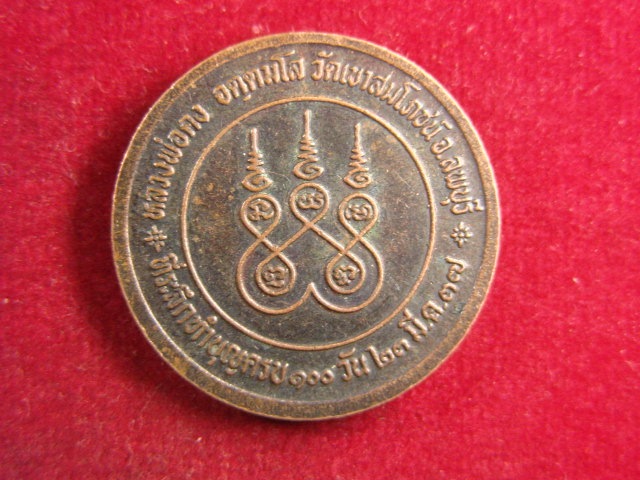 หลวงพ่อคง อตฺตทมโส วัดเขาสมโภชน์ จ.ลพบุรี
ที่ระลึกทำบุญครบ ๑๐๐ วัน ๒๓ มี.ค.๓๗